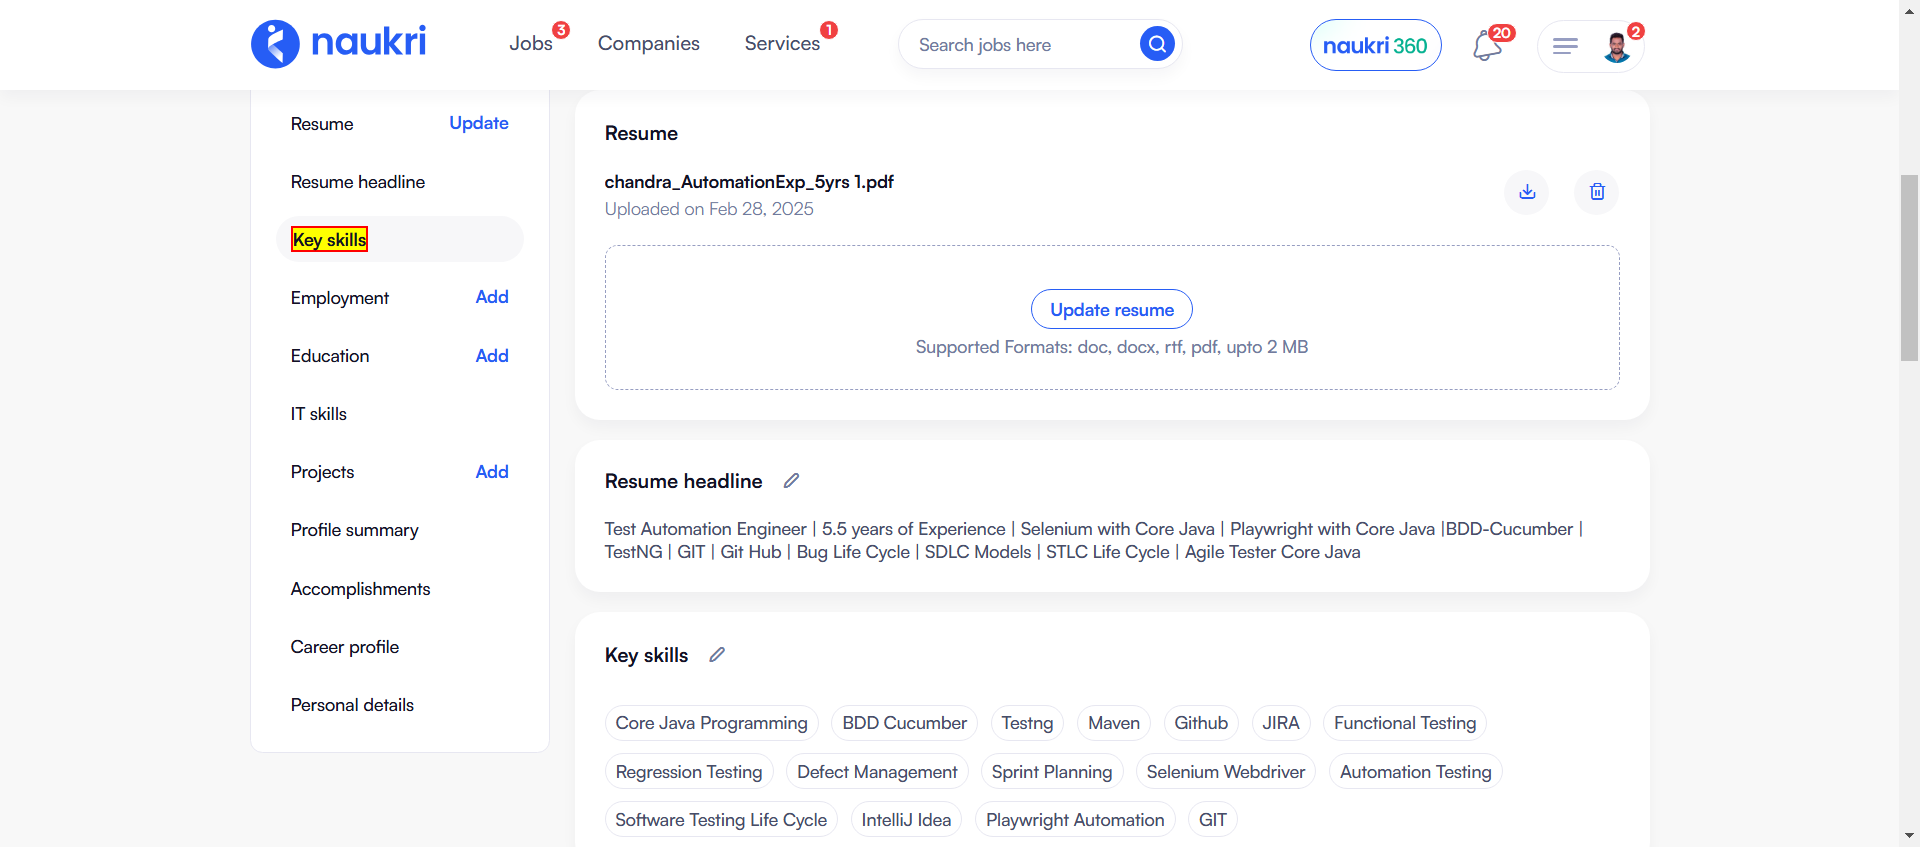 naukri
Jobs 3
Companies
Services 1
Search jobs here
naukri 360
20
2
Resume Update
Resume headline
Key skills
Employment Add
Education Add
IT skills
Projects Add
Profile summary
Accomplishments
Career profile
Personal details
Resume
chandra_AutomationExp_5yrs 1.pdf
Uploaded on Feb 28, 2025
Update resume
Supported Formats: doc, docx, rtf, pdf, upto 2 MB
Resume headline
Test Automation Engineer | 5.5 years of Experience | Selenium with Core Java | Playwright with Core Java |BDD-Cucumber |
TestNG | GIT | Git Hub | Bug Life Cycle | SDLC Models | STLC Life Cycle | Agile Tester Core Java
Key skills
Core Java Programming BDD Cucumber Testng Maven Github JIRA Functional Testing
Regression Testing Defect Management Sprint Planning Selenium Webdriver Automation Testing
Software Testing Life Cycle IntelliJ Idea Playwright Automation GIT